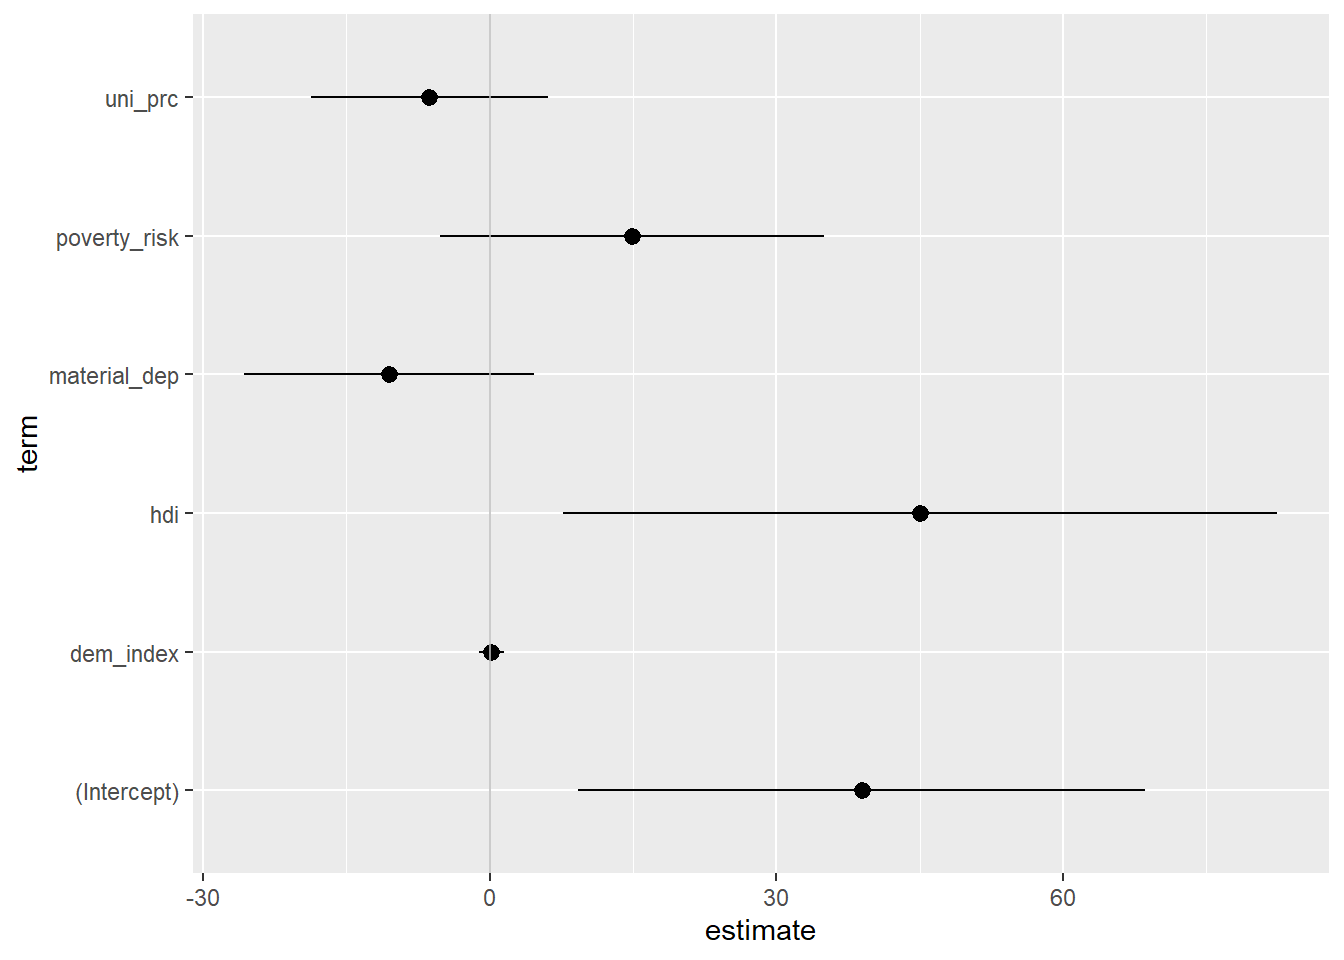 uni_prc
poverty_risk
material_dep
term
hdi
dem_index
(Intercept)
-30 0 30 60
estimate